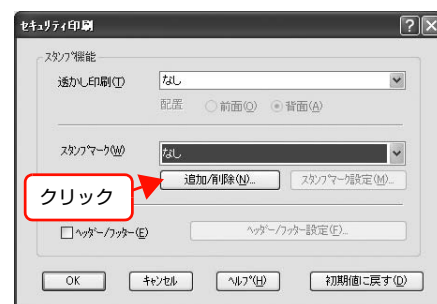 セキュリティ印刷
スタンプ機能
透かし印刷(T)
なし
配置 前面(O) 背面(A)
スタンプマーク(W)
なし
追加/削除(N)... スタンプマーク設定(M)...
クリック
ヘッダー/フッター(E) ヘッダー/フッター設定(F)...
OK キャンセル ヘルプ(H) 初期値に戻す(D)